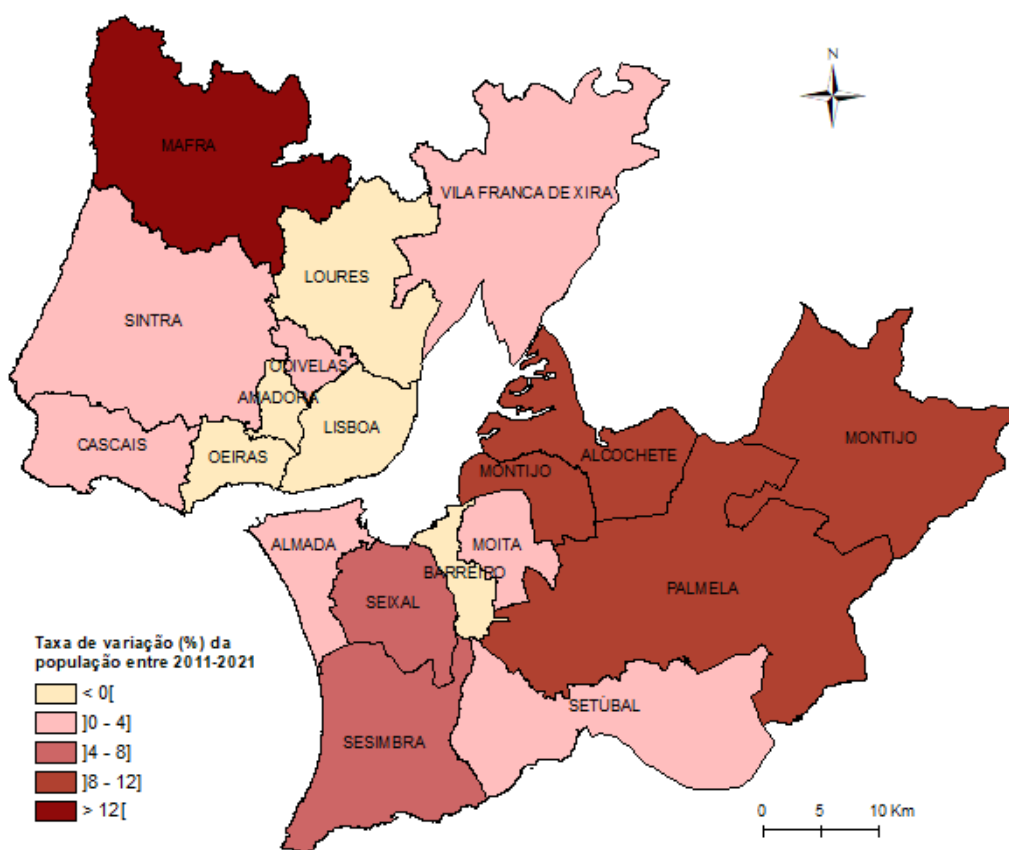 N
MAFRA
VILA FRANCA DE XIRA
LOURES
SINTRA
ODIVELAS
AMADORA
LISBOA
CASCAIS
OEIRAS
MONTIJO
ALCOCHETE
MONTIJO
ALMADA
MOITA
BARREIRO
SEIXAL
PALMELA
SETÚBAL
SESIMBRA
Taxa de variação (%) da
população entre 2011-2021
< 0[
]0 - 4]
]4 - 8]
]8 - 12]
> 12[
0 5 10 Km